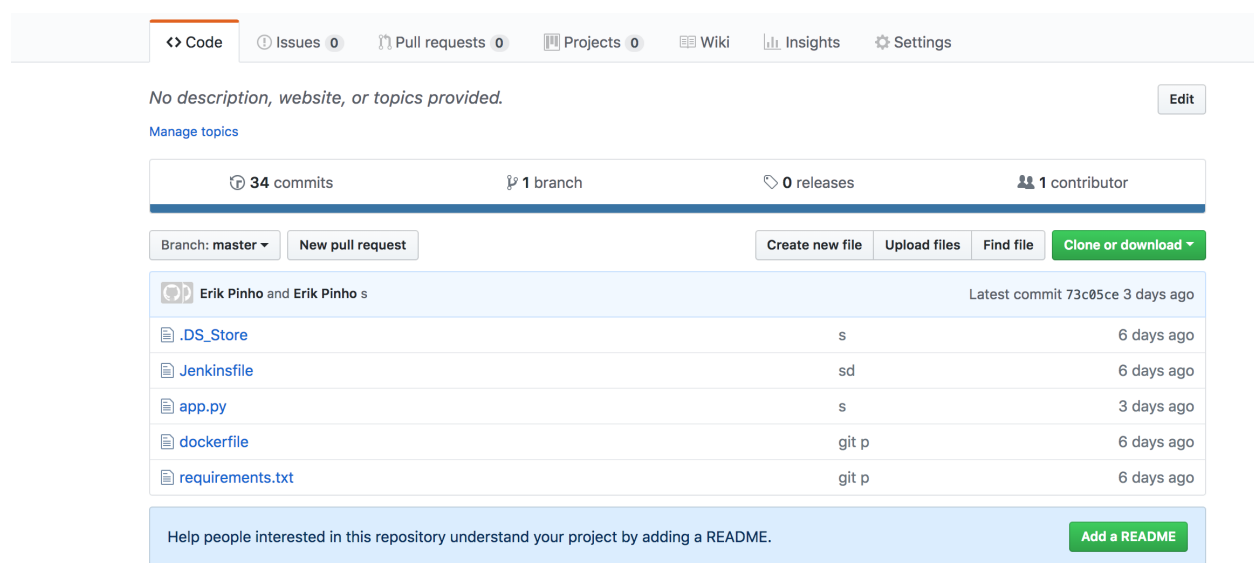 Code Issues 0 Pull requests 0 Projects 0 Wiki Insights Settings
No description, website, or topics provided. Edit
Manage topics
34 commits 1 branch 0 releases 1 contributor
Branch: master New pull request Create new file Upload files Find file Clone or download
Erik Pinho and Erik Pinho s Latest commit 73c05ce 3 days ago
.DS_Store s 6 days ago
Jenkinsfile sd 6 days ago
app.py s 3 days ago
dockerfile git p 6 days ago
requirements.txt git p 6 days ago
Help people interested in this repository understand your project by adding a README. Add a README